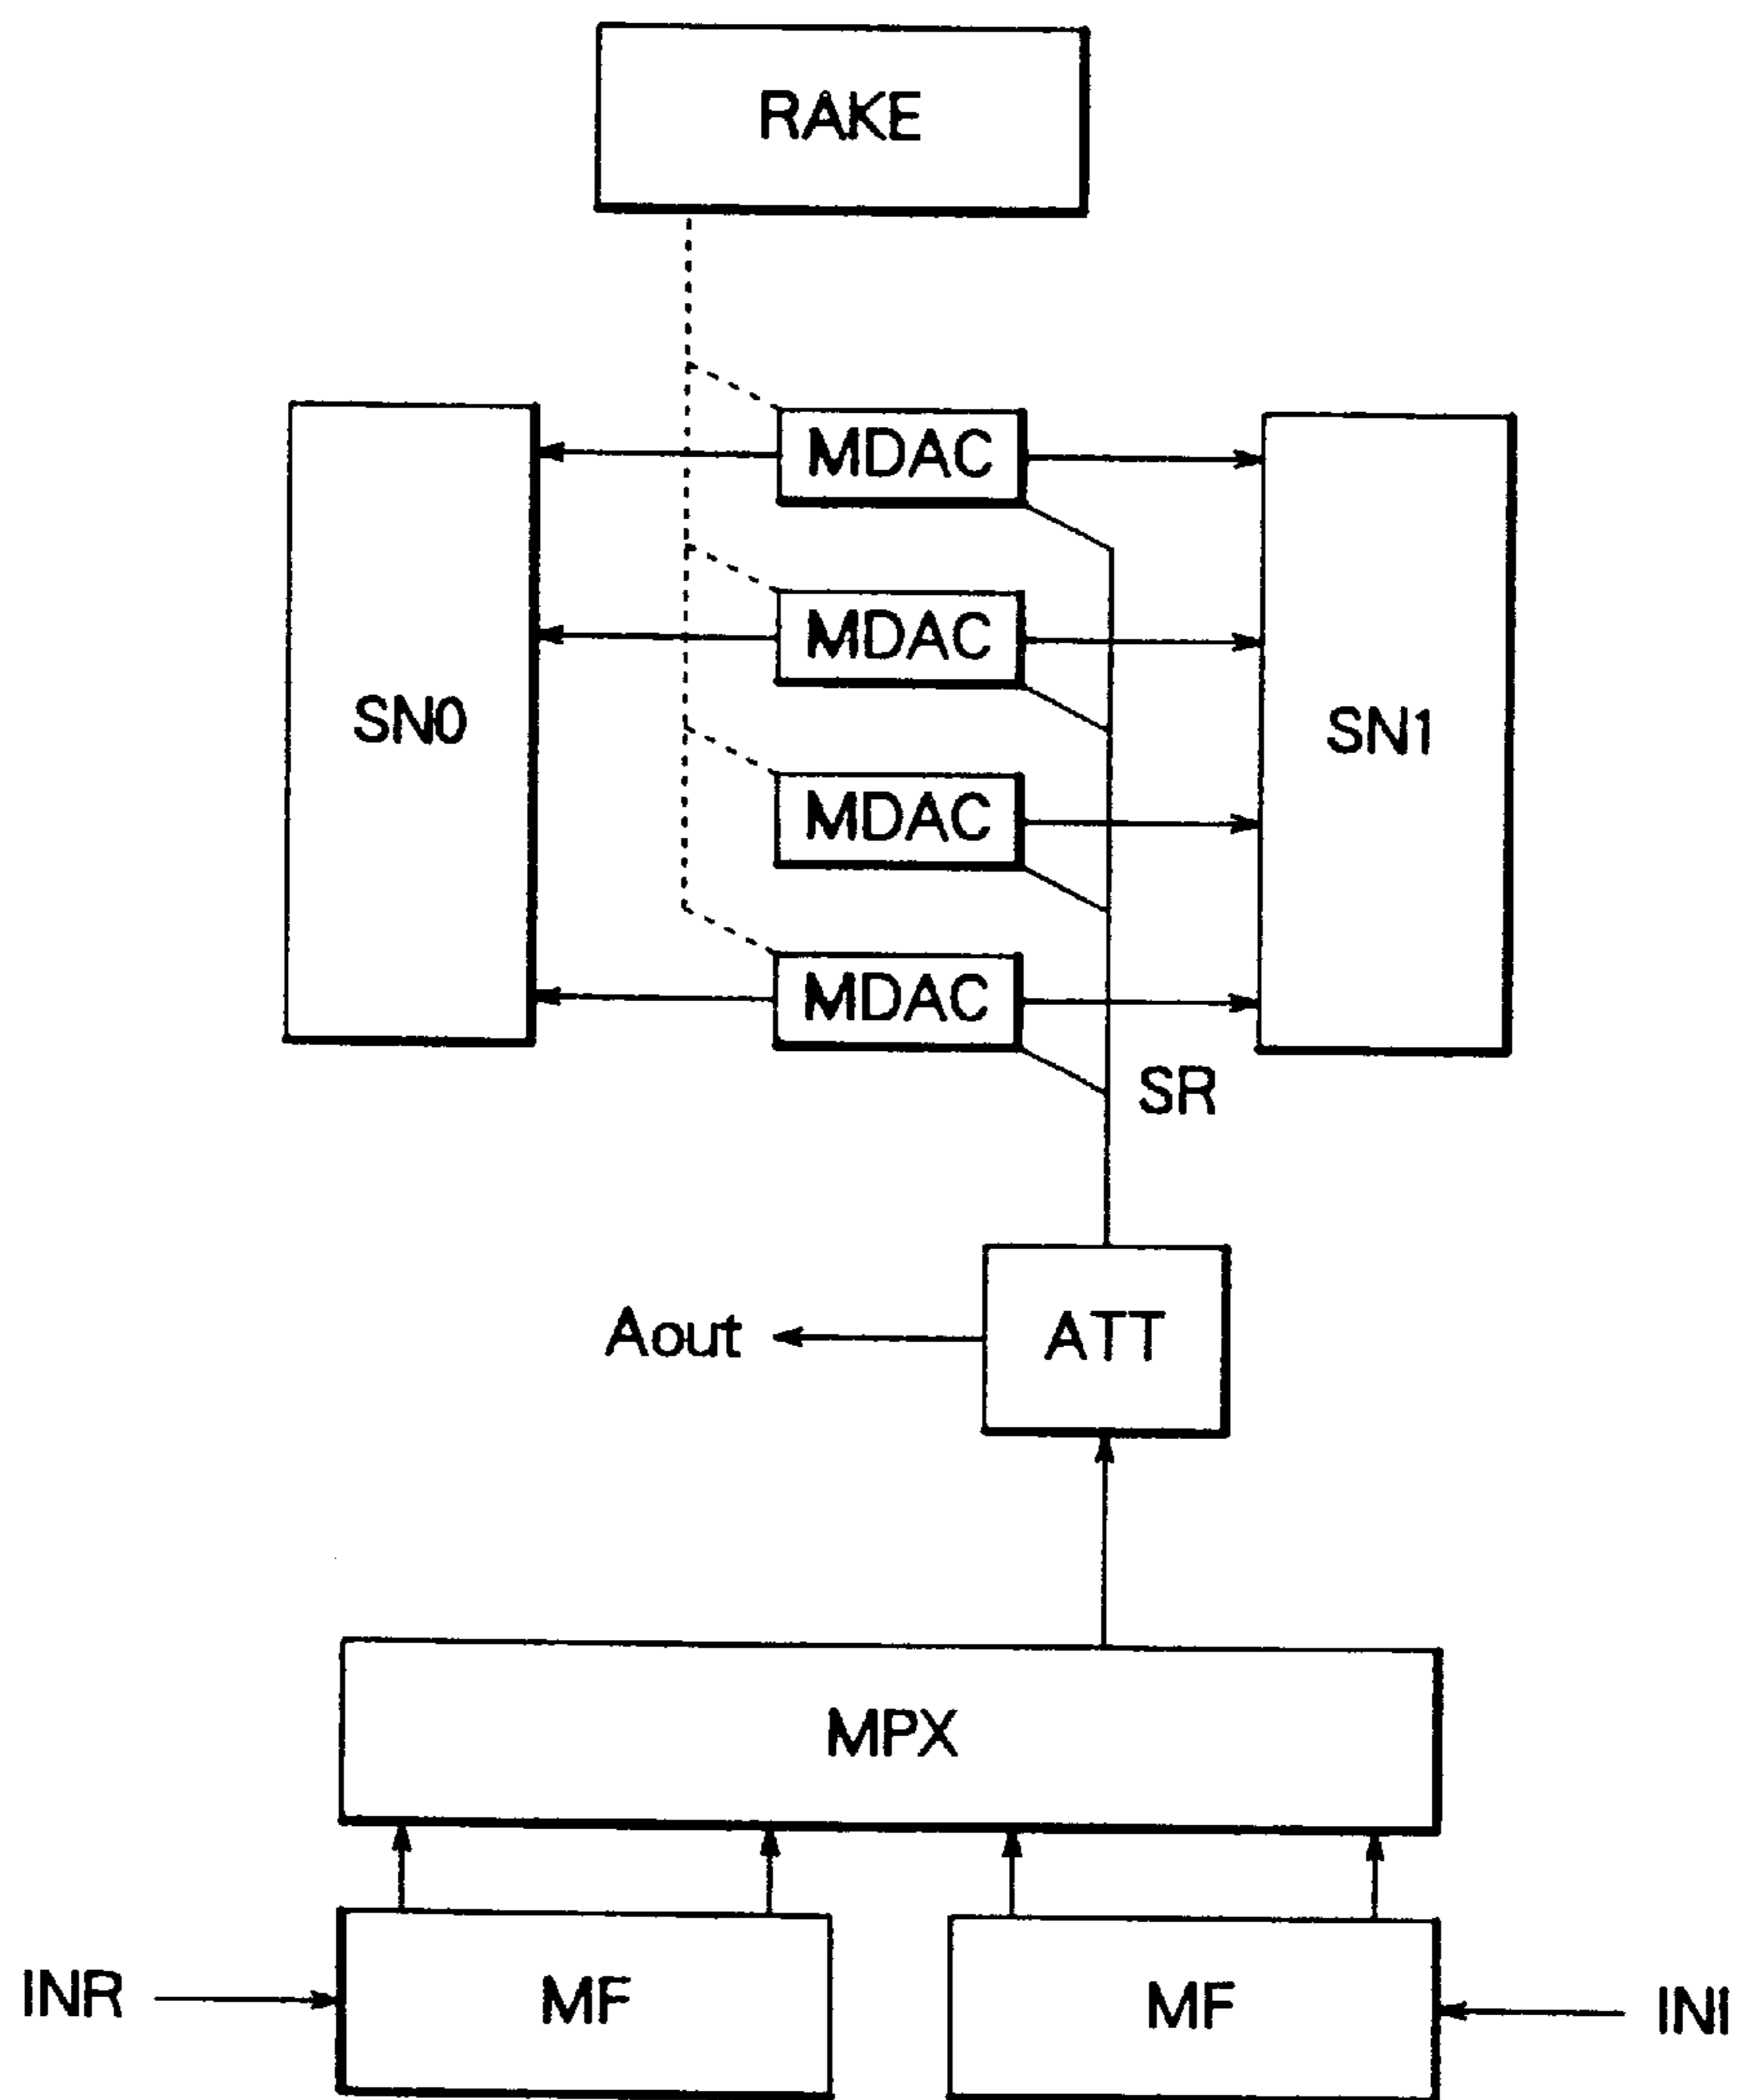 RAKE
MDAC
MDAC
SN0
SN1
MDAC
MDAC
SR
Aout
ATT
MPX
INR
MF
MF
INI